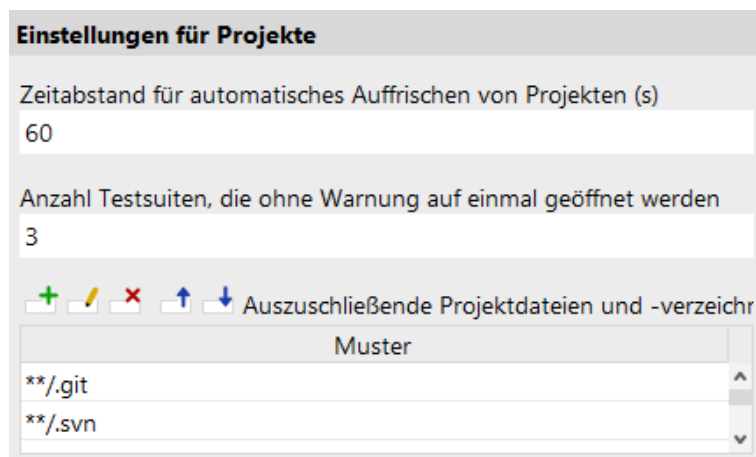 Einstellungen für Projekte
Zeitabstand für automatisches Auffrischen von Projekten (s)
60
Anzahl Testsuiten, die ohne Warnung auf einmal geöffnet werden
3
Auszuschließende Projektdateien und -verzeichn
Muster
**/.git
**/.svn